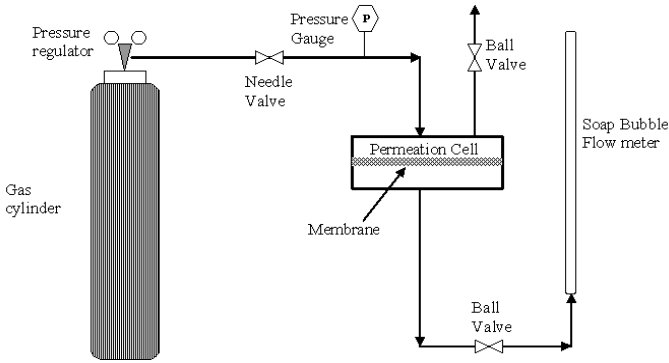 Pressure
regulator
Pressure
Gauge
P
Ball
Valve
Needle
Valve
Soap Bubble
Flow meter
Permeation Cell
Gas
cylinder
Membrane
Ball
Valve